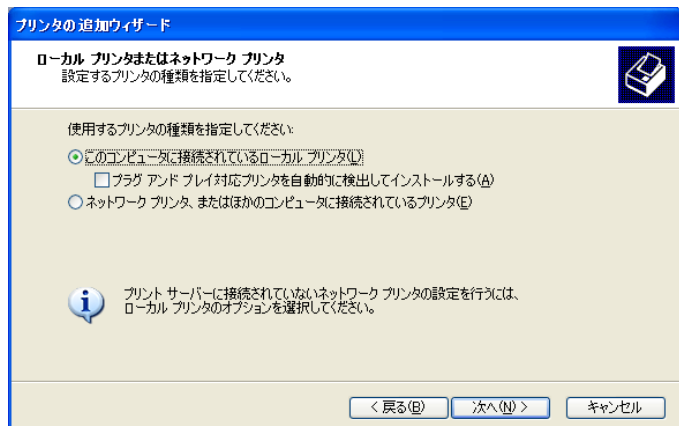 プリンタの追加ウィザード
ローカル プリンタまたはネットワーク プリンタ
設定するプリンタの種類を指定してください。
使用するプリンタの種類を指定してください:
このコンピュータに接続されているローカル プリンタ(L)
プラグ アンド プレイ対応プリンタを自動的に検出してインストールする(A)
ネットワーク プリンタ、またはほかのコンピュータに接続されているプリンタ(E)
プリント サーバーに接続されていないネットワーク プリンタの設定を行うには、
ローカル プリンタのオプションを選択してください。
< 戻る(B) 次へ(N) > キャンセル